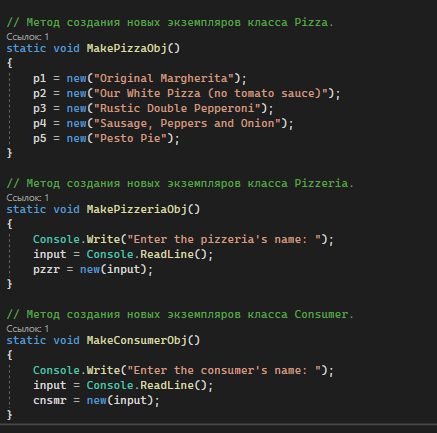 // Метод создания новых экземпляров класса Pizza.
Ссылок: 1
static void MakePizzaObj()
{
p1 = new("Original Margherita");
p2 = new("Our White Pizza (no tomato sauce)");
p3 = new("Rustic Double Pepperoni");
p4 = new("Sausage, Peppers and Onion");
p5 = new("Pesto Pie");
}
// Метод создания новых экземпляров класса Pizzeria.
Ссылок: 1
static void MakePizzeriaObj()
{
Console.Write("Enter the pizzeria's name: ");
input = Console.ReadLine();
pzzr = new(input);
}
// Метод создания новых экземпляров класса Consumer.
Ссылок: 1
static void MakeConsumerObj()
{
Console.Write("Enter the consumer's name: ");
input = Console.ReadLine();
cnsmr = new(input);
}